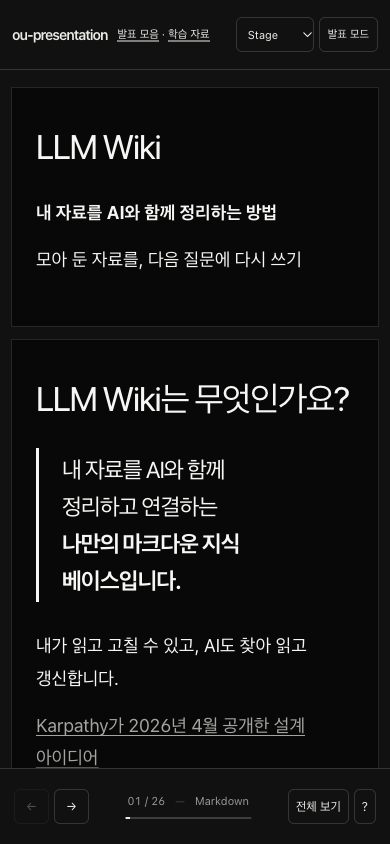 ou-presentation 발표 모음 · 학습 자료 Stage 발표 모드
LLM Wiki
내 자료를 AI와 함께 정리하는 방법
모아 둔 자료를, 다음 질문에 다시 쓰기
LLM Wiki는 무엇인가요?
내 자료를 AI와 함께
정리하고 연결하는
나만의 마크다운 지식
베이스입니다.
내가 읽고 고칠 수 있고, AI도 찾아 읽고
갱신합니다.
Karpathy가 2026년 4월 공개한 설계
아이디어
← → 01 / 26 — Markdown 전체 보기 ?